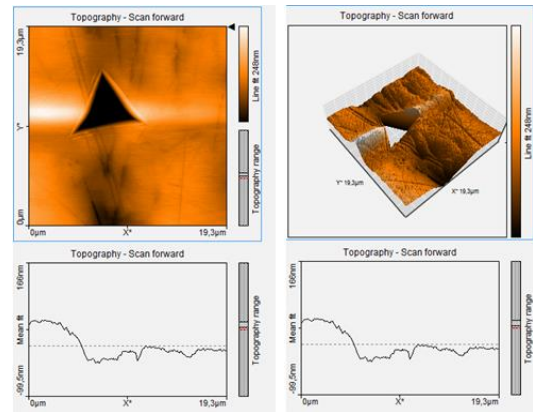 Topography - Scan forward
19,3µm
Y*
0µm
0µm
X*
19,3µm
Line fit 248nm
Topography range
Topography - Scan forward
Y* 19,3µm
X* 19,3µm
Line fit 248nm
Topography - Scan forward
166nm
Mean fit
-99,5nm
0µm
X*
19,3µm
Topography range
Topography - Scan forward
166nm
Mean fit
-99,5nm
0µm
X*
19,3µm
Topography range